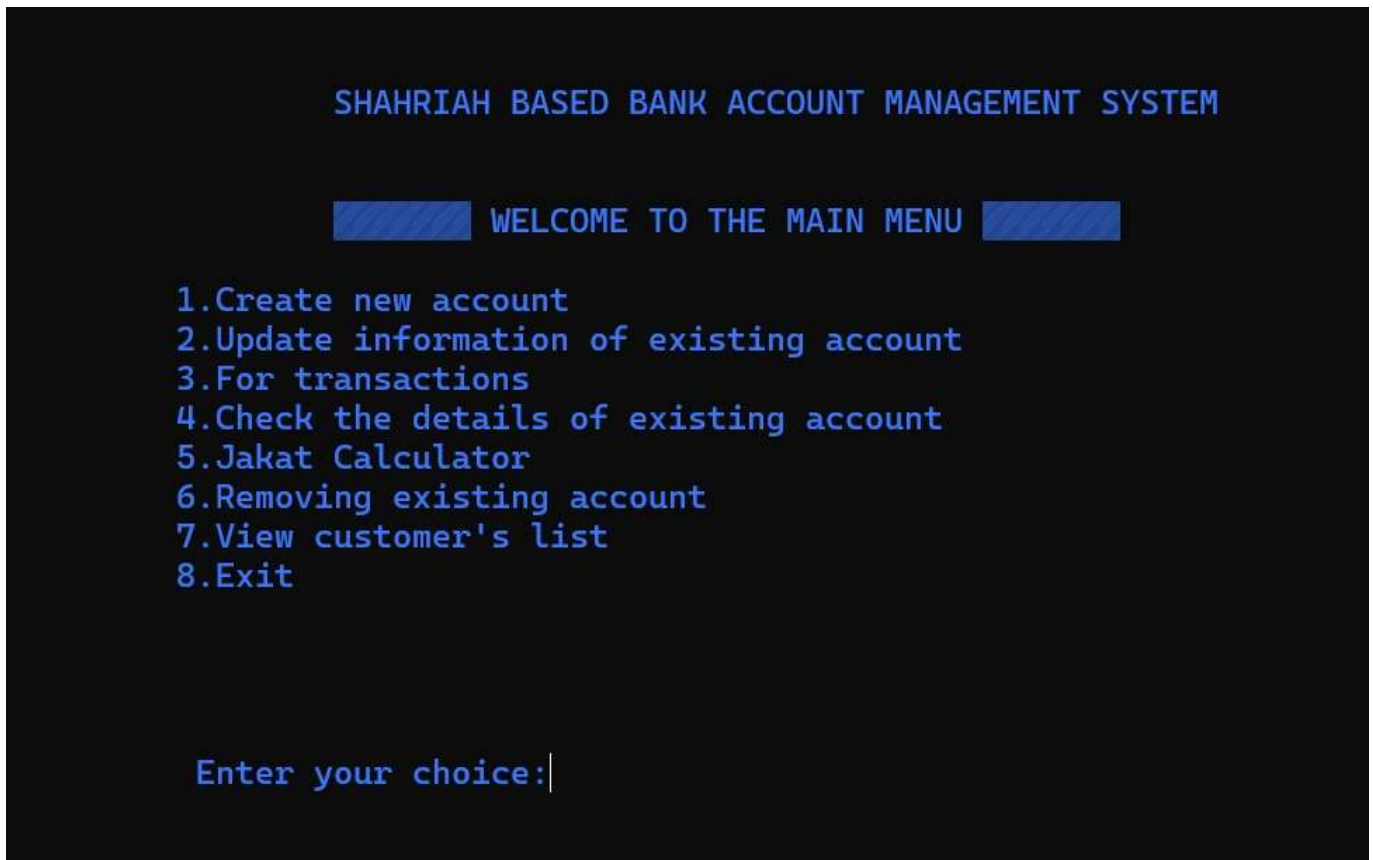 SHAHRIAH BASED BANK ACCOUNT MANAGEMENT SYSTEM
WELCOME TO THE MAIN MENU
1.Create new account
2.Update information of existing account
3.For transactions
4.Check the details of existing account
5.Jakat Calculator
6.Removing existing account
7.View customer's list
8.Exit
Enter your choice: